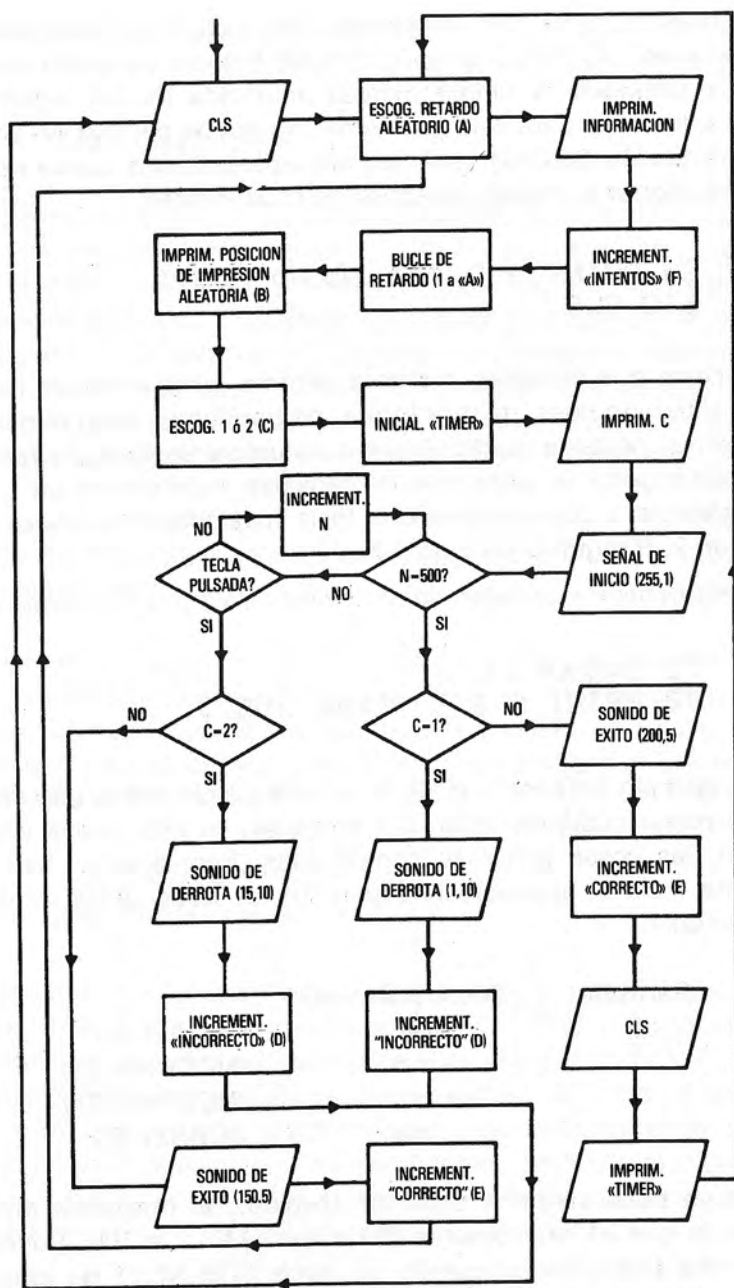 CLS
ESCOG. RETARDO
ALEATORIO (A)
IMPRIM.
INFORMACION
IMPRIM. POSICION
DE IMPRESION
ALEATORIA (B)
BUCLE DE
RETARDO (1 a «A»)
INCREMENT.
«INTENTOS» (F)
ESCOG. 1 ó 2 (C)
INICIAL. «TIMER»
IMPRIM. C
INCREMENT.
N
NO
TECLA
PULSADA?
NO
N=500?
SEÑAL DE
INICIO (255,1)
SI
SI
NO
C=2?
C=1?
NO
SONIDO DE
EXITO (200,5)
SI
SI
SONIDO DE
DERROTA (15,10)
SONIDO DE
DERROTA (1,10)
INCREMENT.
«CORRECTO» (E)
INCREMENT.
«INCORRECTO» (D)
INCREMENT.
"INCORRECTO" (D)
CLS
SONIDO DE
EXITO (150.5)
INCREMENT.
"CORRECTO" (E)
IMPRIM.
«TIMER»